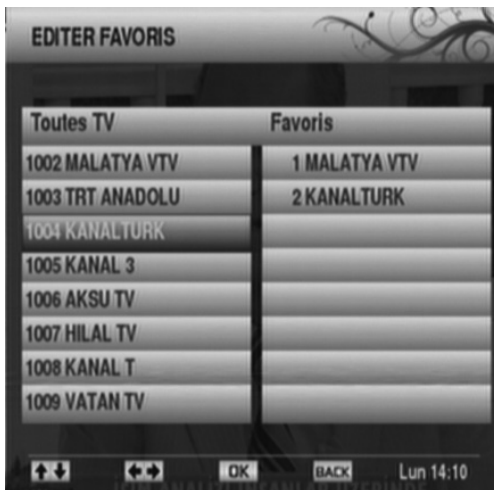 EDITER FAVORIS
Toutes TV Favoris
1002 MALATYA VTV 1 MALATYA VTV
1003 TRT ANADOLU 2 KANALTURK
1004 KANALTURK
1005 KANAL 3
1006 AKSU TV
1007 HILAL TV
1008 KANAL T
1009 VATAN TV
OK BACK Lun 14:10